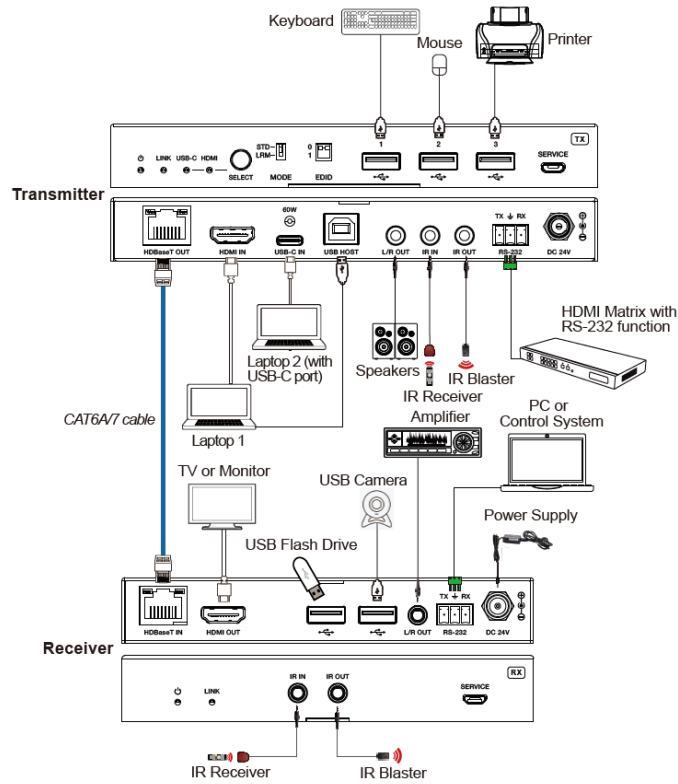 Keyboard
Mouse
Printer
1 2 3
TX
STD
LRM
0
1
LINK USB-C HDMI
SELECT MODE EDID
SERVICE
Transmitter
60W
TX RX
HDBaseT OUT HDMI IN USB-C IN USB HOST L/R OUT IR IN IR OUT RS-232 DC 24V
HDMI Matrix with
RS-232 function
Laptop 2 (with
USB-C port)
Speakers
IR Blaster
IR Receiver
Laptop 1
CAT6A/7 cable
Amplifier
PC or
Control System
TV or Monitor
USB Camera
Power Supply
USB Flash Drive
TX RX
HDBaseT IN HDMI OUT L/R OUT RS-232 DC 24V
Receiver
RX
LINK
IR IN IR OUT
SERVICE
IR Receiver
IR Blaster